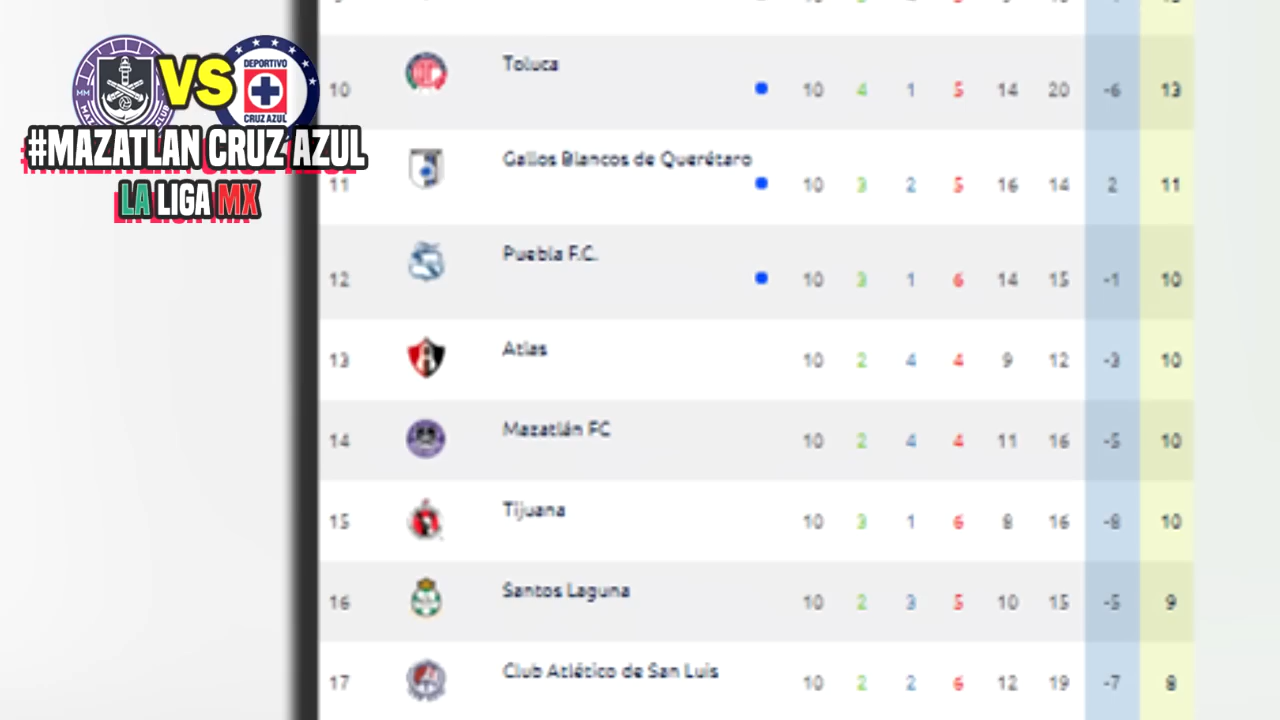 DEPORTIVO
CRUZ AZUL
VS
#MAZATLAN CRUZ AZUL
LA LIGA MX
10 Toluca 10 4 1 5 14 20 -6 13
11 Gallos Blancos de Querétaro 10 3 2 5 16 14 2 11
12 Puebla F.C. 10 3 1 6 14 15 -1 10
13 Atlas 10 2 4 4 9 12 -3 10
14 Mazatlán FC 10 2 4 4 11 16 -5 10
15 Tijuana 10 3 1 6 8 16 -8 10
16 Santos Laguna 10 2 3 5 10 15 -5 9
17 Club Atlético de San Luis 10 2 2 6 12 19 -7 8